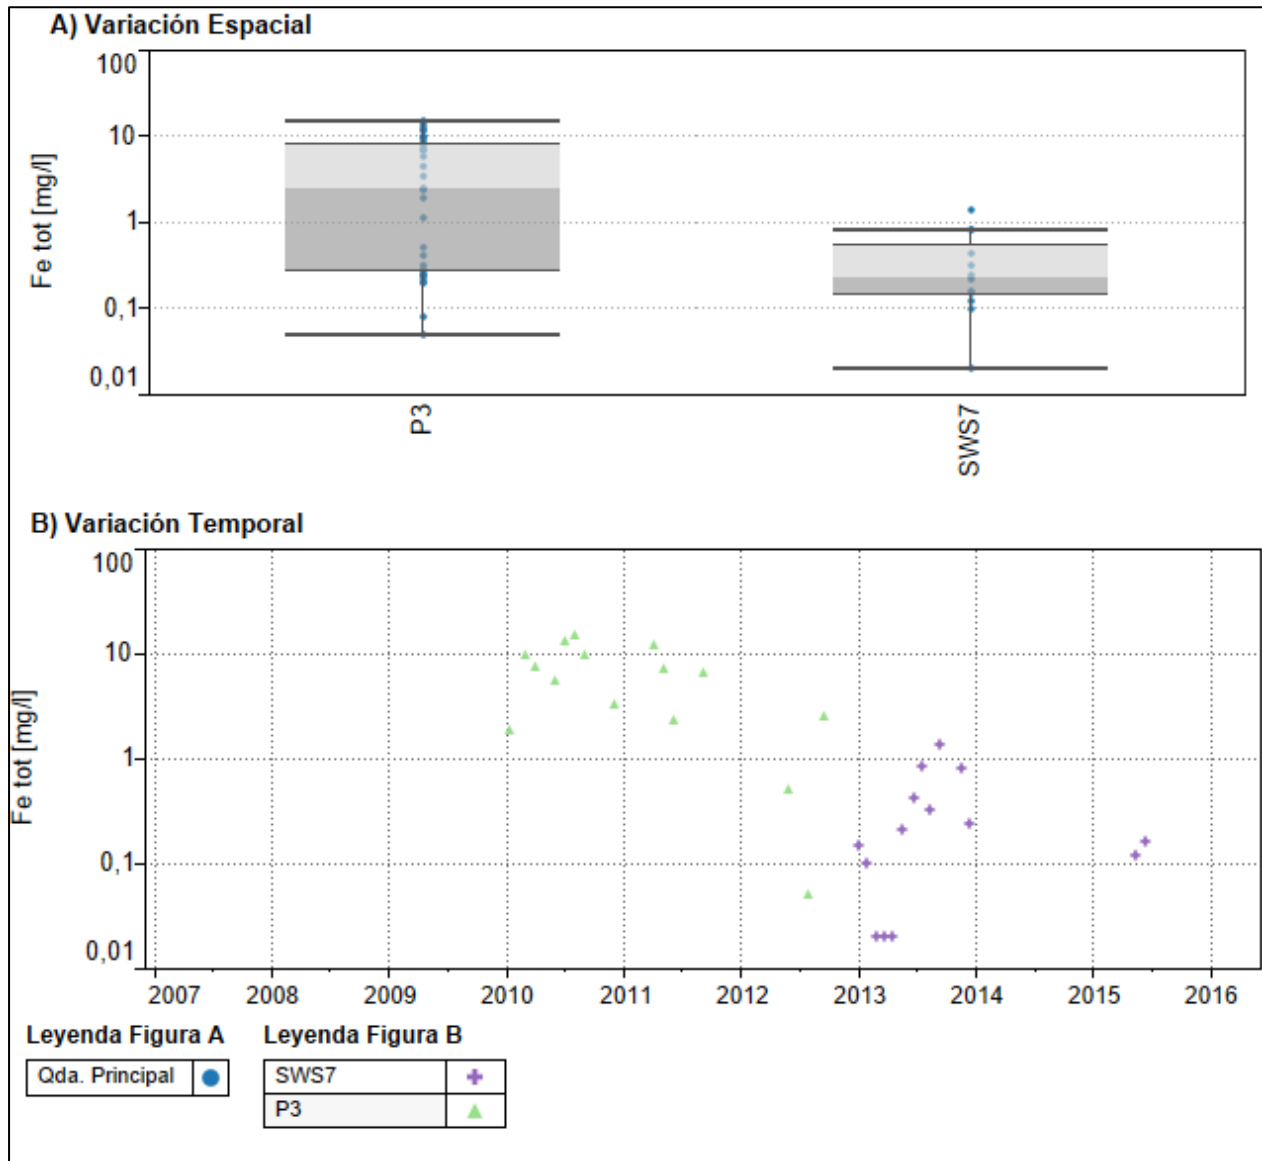 A) Variación Espacial
100
10
1
0,1
0,01
Fe tot [mg/l]
P3
SWS7
B) Variación Temporal
100
10
1
0,1
0,01
Fe tot [mg/l]
2007 2008 2009 2010 2011 2012 2013 2014 2015 2016
Leyenda Figura A
Qda. Principal
Leyenda Figura B
SWS7
P3